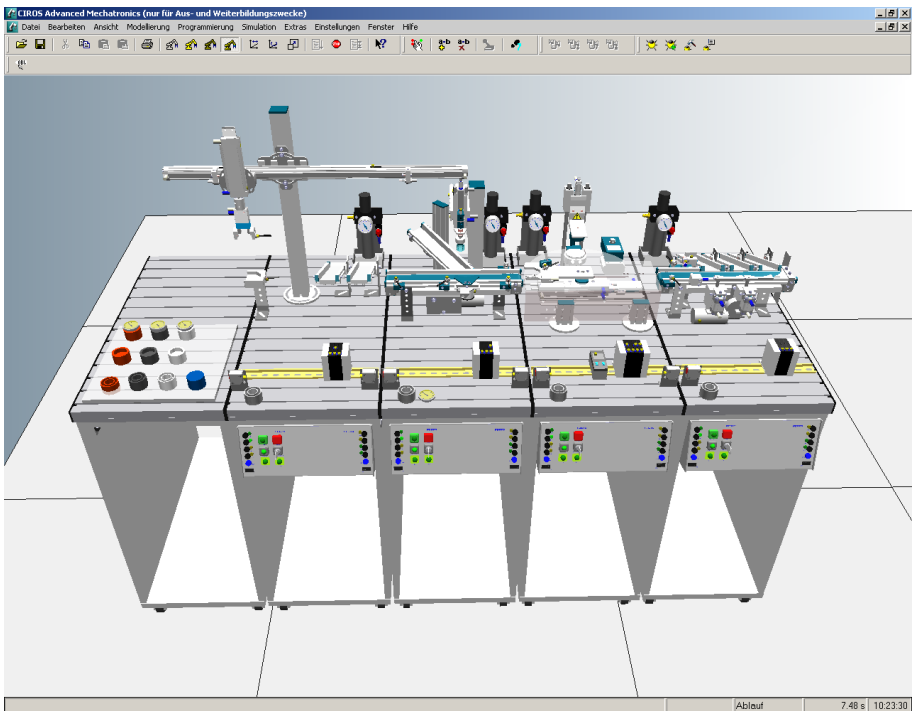 CIROS Advanced Mechatronics (nur für Aus- und Weiterbildungszwecke)
Datei Bearbeiten Ansicht Modellierung Programmierung Simulation Extras Einstellungen Fenster Hilfe
Ablauf 7.48 s 10:23:30